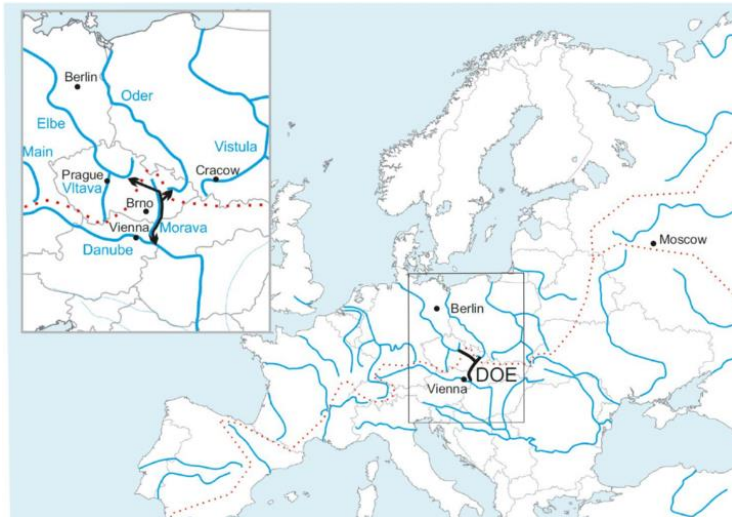 Berlin
Oder
Elbe
Vistula
Main
Prague
Cracow
Vltava
Brno
Vienna
Morava
Danube
Moscow
Berlin
DOE
Vienna